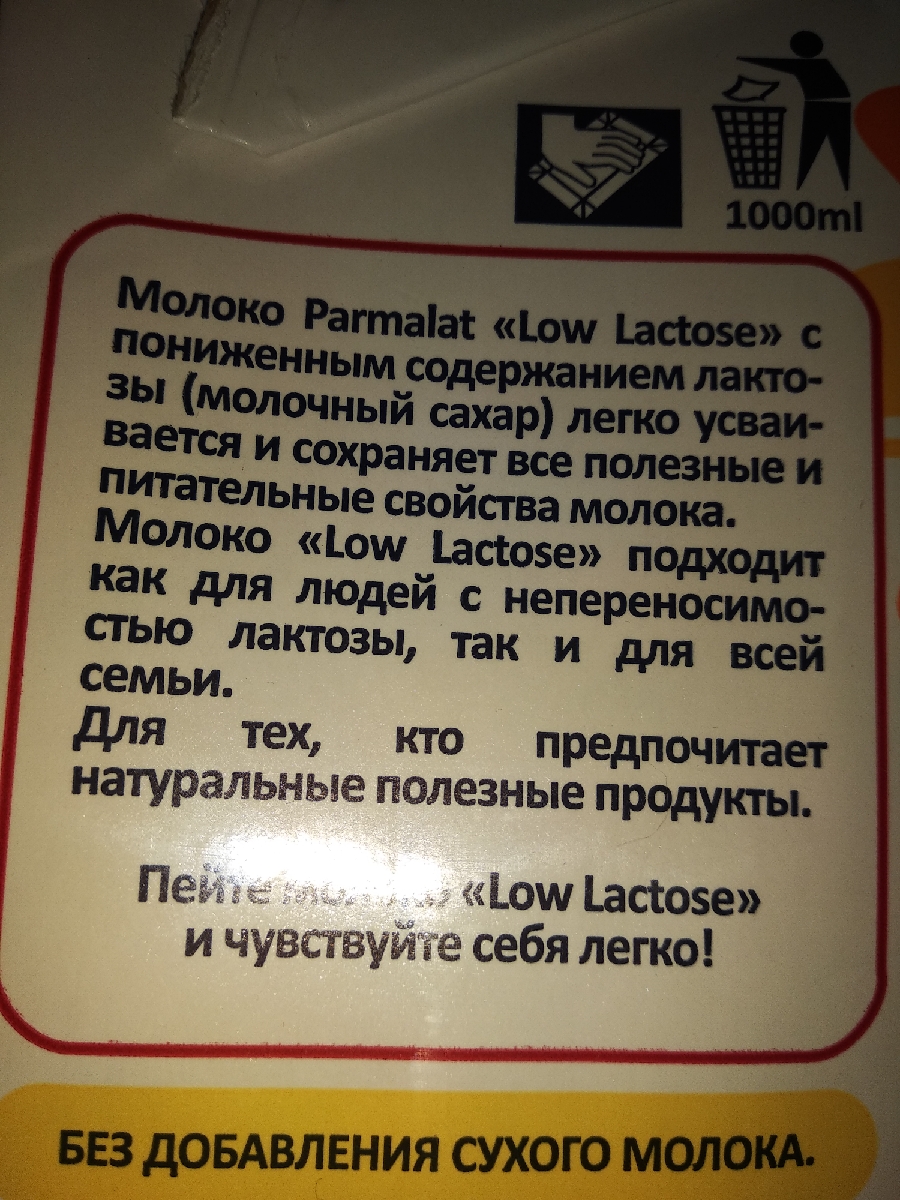 1000ml
Молоко Parmalat «Low Lactose» с
пониженным содержанием лакто-
зы (молочный сахар) легко усваи-
вается и сохраняет все полезные и
питательные свойства молока.
Молоко «Low Lactose» подходит
как для людей с непереносимо-
стью лактозы, так и для всей
семьи.
Для тех, кто предпочитает
натуральные полезные продукты.
Пейте молоко «Low Lactose»
и чувствуйте себя легко!
БЕЗ ДОБАВЛЕНИЯ СУХОГО МОЛОКА.